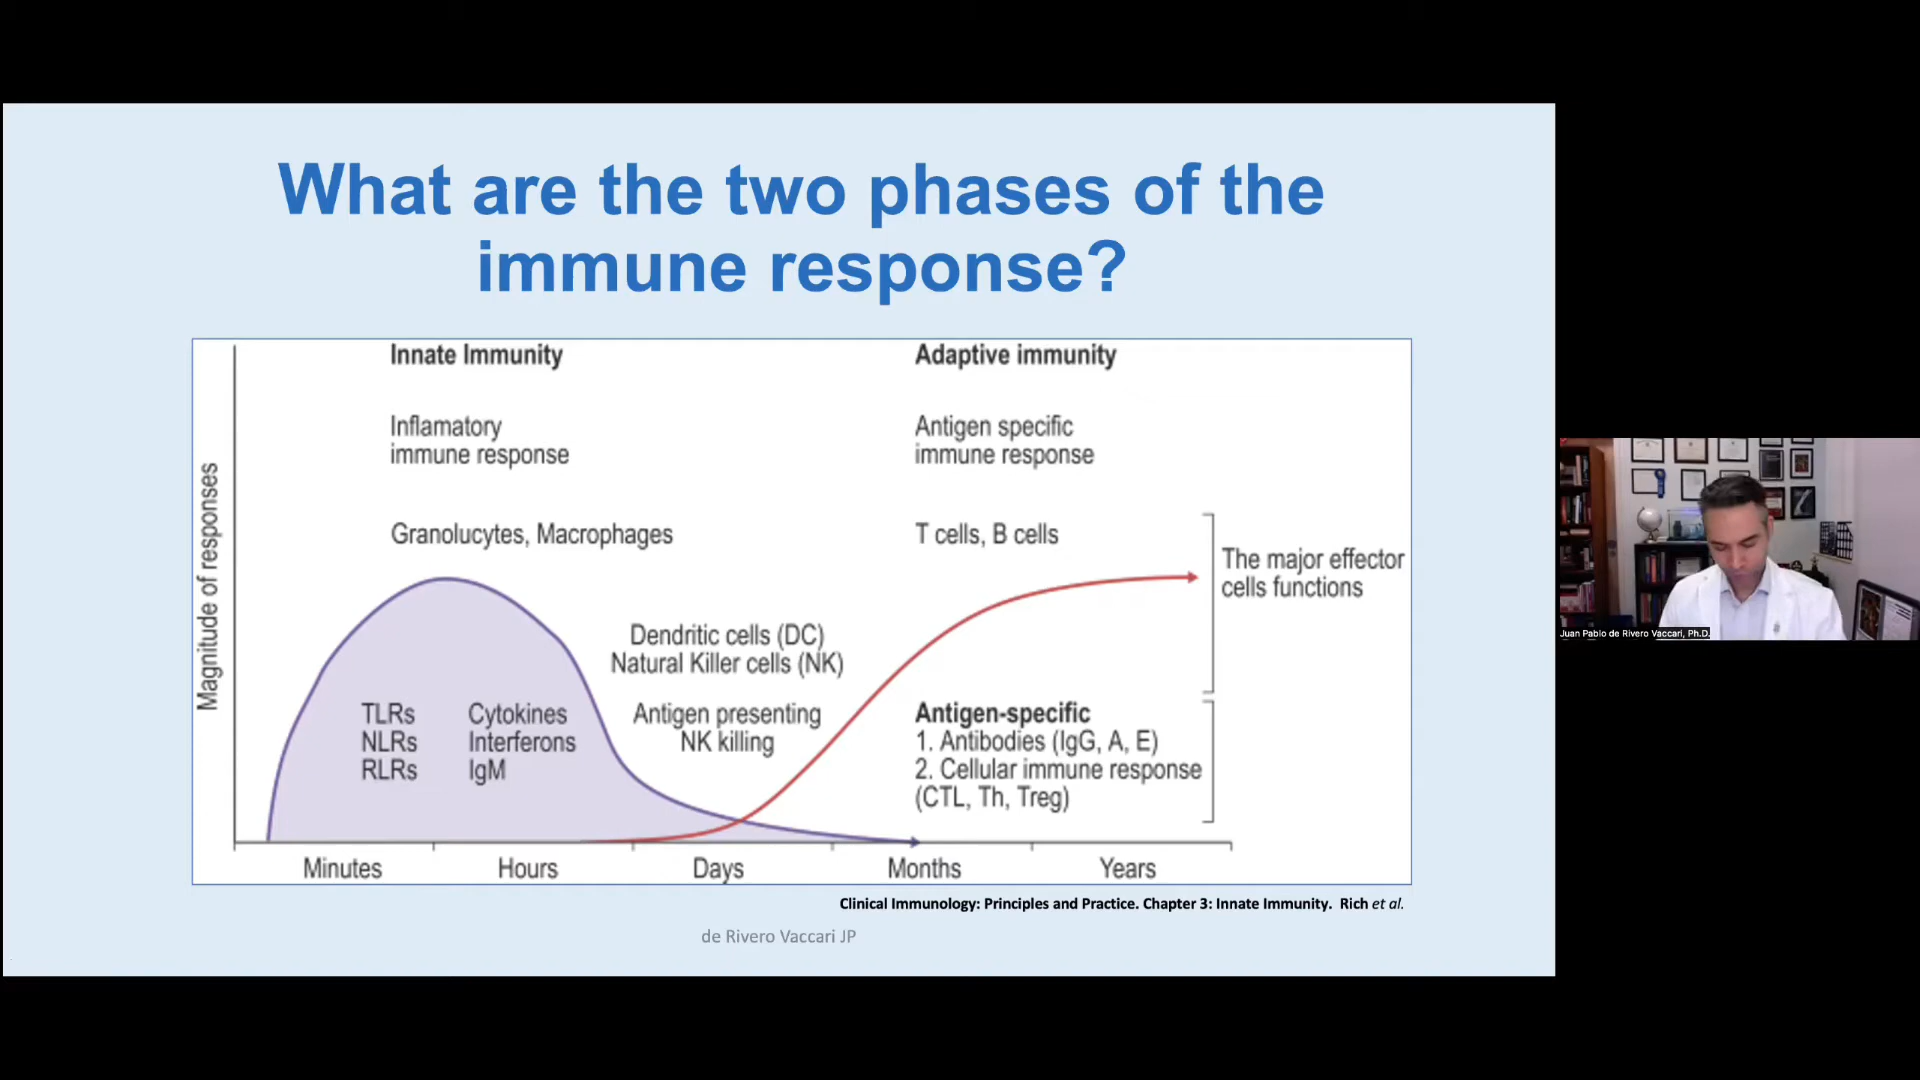 What are the two phases of the
immune response?
Innate Immunity
Adaptive immunity
Inflamatory
immune response
Antigen specific
immune response
Granolucytes, Macrophages
T cells, B cells
The major effector
cells functions
Magnitude of responses
Dendritic cells (DC)
Natural Killer cells (NK)
TLRs
NLRs
RLRs
Cytokines
Interferons
IgM
Antigen presenting
NK killing
Antigen-specific
1. Antibodies (IgG, A, E)
2. Cellular immune response
(CTL, Th, Treg)
Minutes
Hours
Days
Months
Years
Clinical Immunology: Principles and Practice. Chapter 3: Innate Immunity. Rich et al.
de Rivero Vaccari JP
Juan Pablo de Rivero Vaccari, Ph.D.